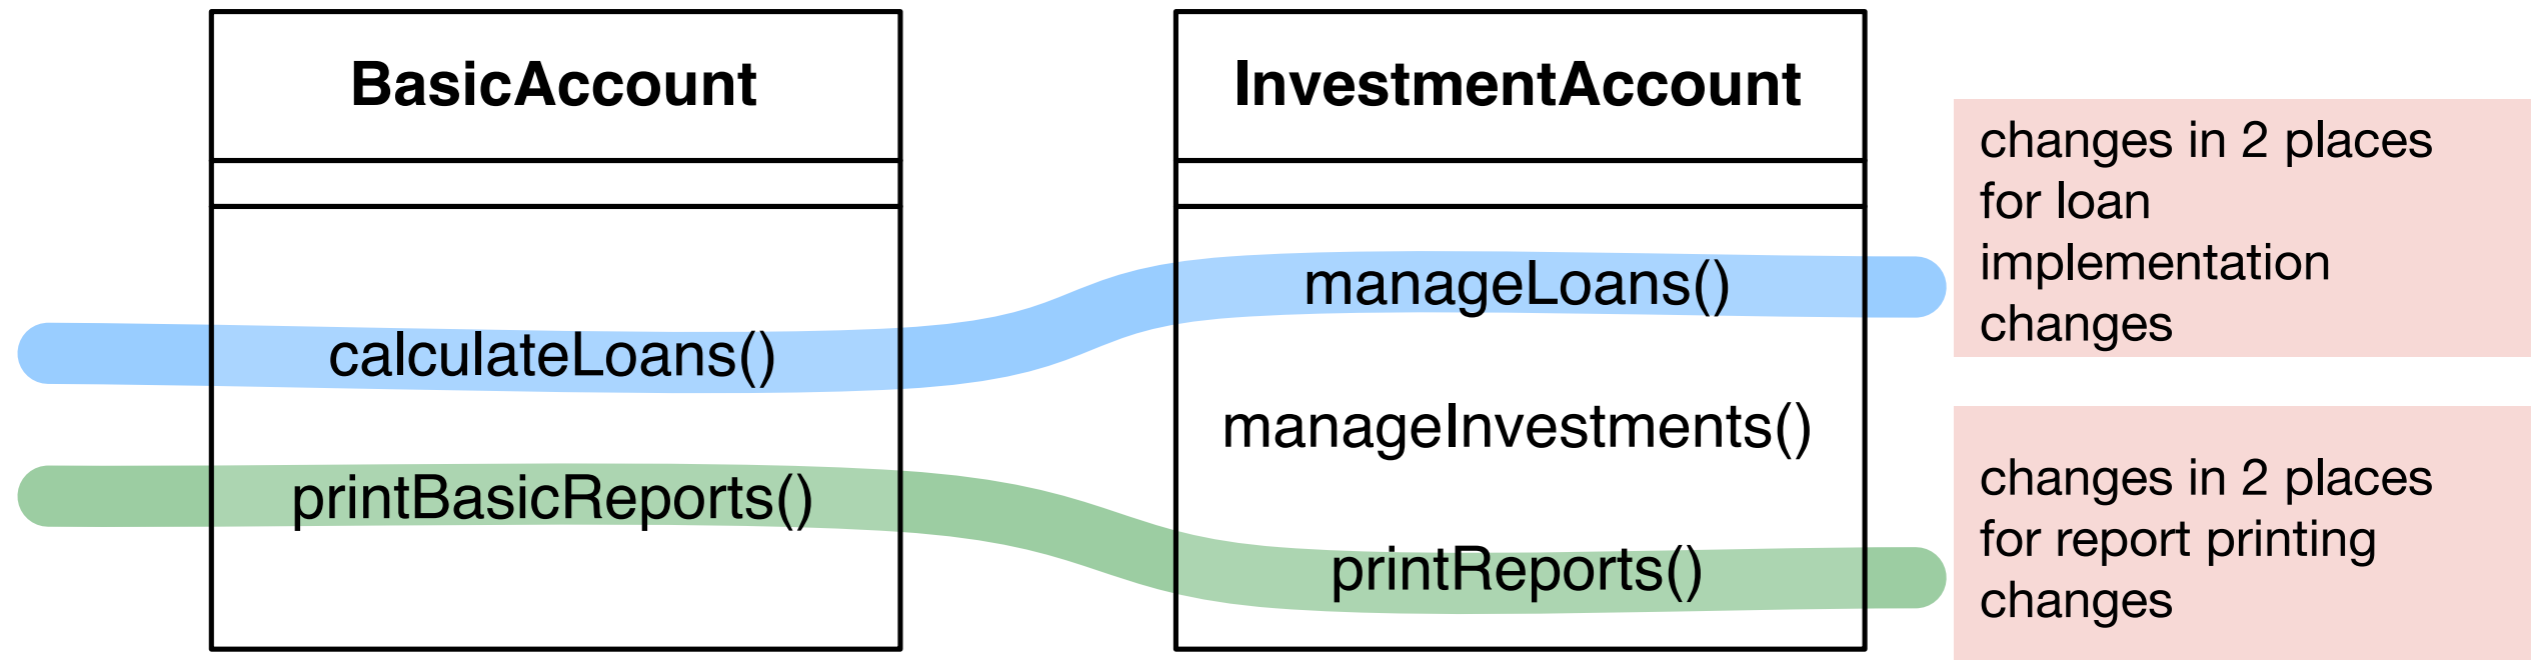 BasicAccount
calculateLoans()
printBasicReports()
InvestmentAccount
manageLoans()
manageInvestments()
printReports()
changes in 2 places
for loan
implementation
changes
changes in 2 places
for report printing
changes